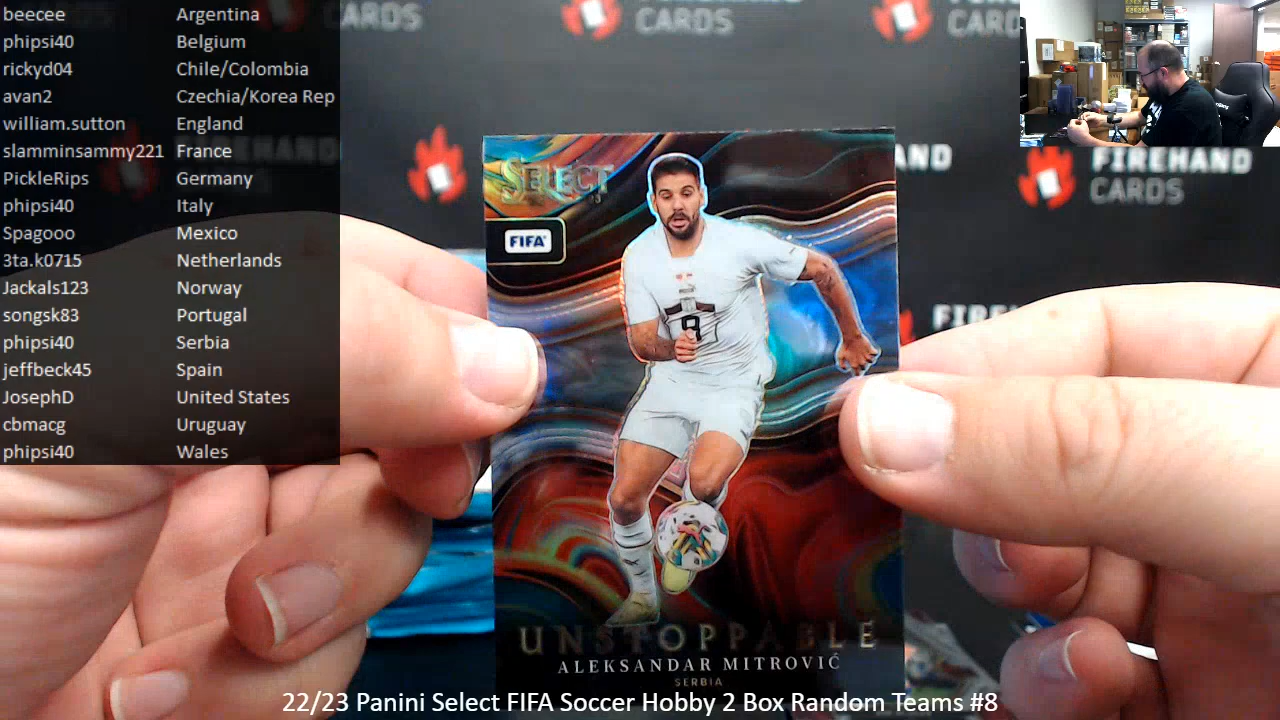 beecee Argentina
phipsi40 Belgium
rickyd04 Chile/Colombia
avan2 Czechia/Korea Rep
william.sutton England
slamminsammy221 France
PickleRips Germany
phipsi40 Italy
Spagooo Mexico
3ta.k0715 Netherlands
Jackals123 Norway
songsk83 Portugal
phipsi40 Serbia
jeffbeck45 Spain
JosephD United States
cbmacg Uruguay
phipsi40 Wales
CARDS
CARDS
FIREHAND
CARDS
SELECT
FIFA
9
UNSTOPPABLE
ALEKSANDAR MITROVIĆ
SERBIA
22/23 Panini Select FIFA Soccer Hobby 2 Box Random Teams #8